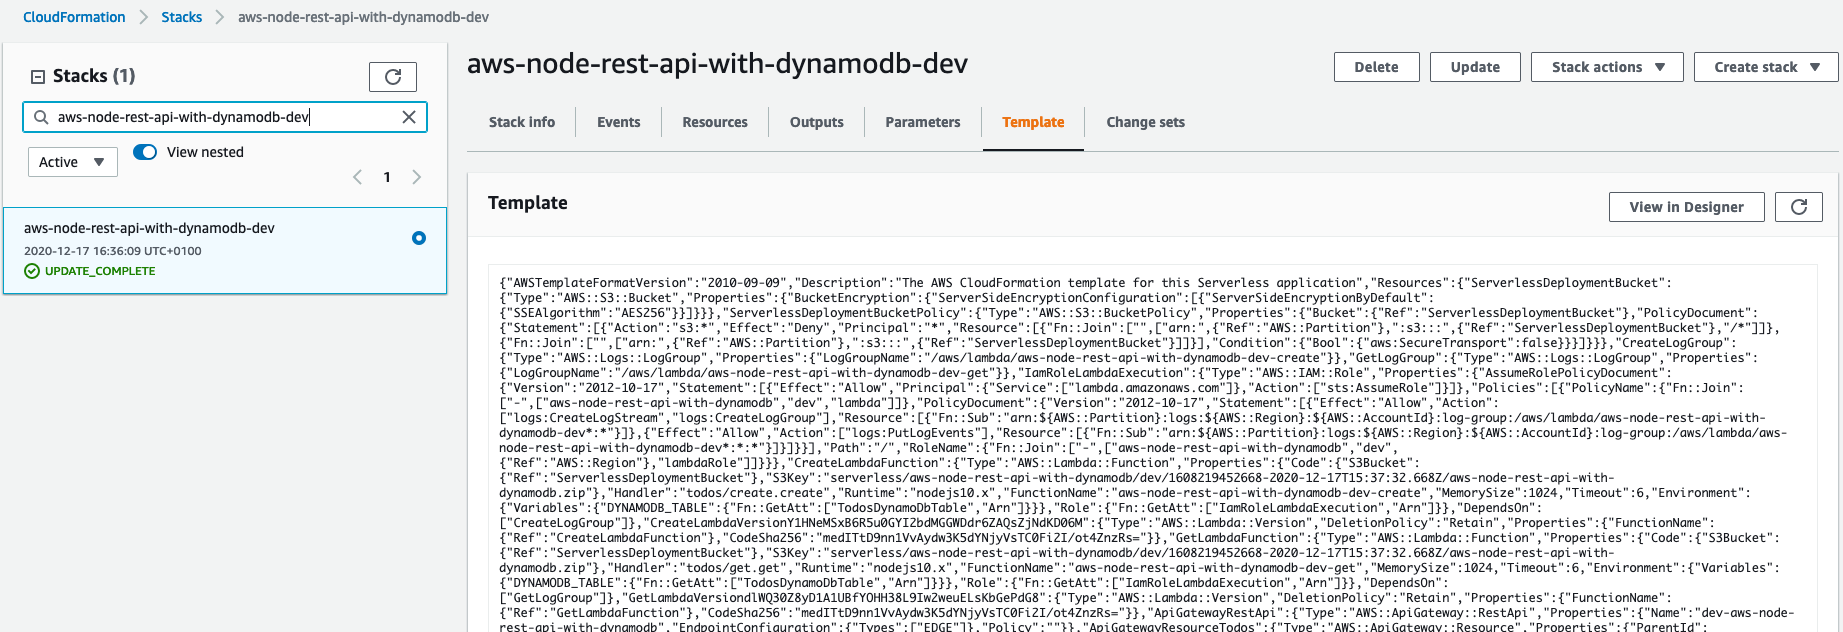 CloudFormation > Stacks > aws-node-rest-api-with-dynamodb-dev
Stacks (1)
aws-node-rest-api-with-dynamodb-dev
Active
View nested
1
aws-node-rest-api-with-dynamodb-dev
2020-12-17 16:36:09 UTC+0100
UPDATE_COMPLETE
aws-node-rest-api-with-dynamodb-dev
Delete
Update
Stack actions
Create stack
Stack info
Events
Resources
Outputs
Parameters
Template
Change sets
Template
View in Designer
{"AWSTemplateFormatVersion":"2010-09-09","Description":"The AWS CloudFormation template for this Serverless application","Resources":{"ServerlessDeploymentBucket":
{"Type":"AWS::S3::Bucket","Properties":{"BucketEncryption":{"ServerSideEncryptionConfiguration":[{"ServerSideEncryptionByDefault":
{"SSEAlgorithm":"AES256"}}]}}},"ServerlessDeploymentBucketPolicy":{"Type":"AWS::S3::BucketPolicy","Properties":{"Bucket":{"Ref":"ServerlessDeploymentBucket"},"PolicyDocument":
{"Statement":[{"Action":"s3:*","Effect":"Deny","Principal":"*","Resource":[{"Fn::Join":["",["arn:",{"Ref":"AWS::Partition"},":s3:::",{"Ref":"ServerlessDeploymentBucket"},"/*"]]},
{"Fn::Join":["",["arn:",{"Ref":"AWS::Partition"},":s3:::",{"Ref":"ServerlessDeploymentBucket"}]]}],"Condition":{"Bool":{"aws:SecureTransport":false}}}]}}},"CreateLogGroup":
{"Type":"AWS::Logs::LogGroup","Properties":{"LogGroupName":"/aws/lambda/aws-node-rest-api-with-dynamodb-dev-create"}},"GetLogGroup":{"Type":"AWS::Logs::LogGroup","Properties":
{"LogGroupName":"/aws/lambda/aws-node-rest-api-with-dynamodb-dev-get"}},"IamRoleLambdaExecution":{"Type":"AWS::IAM::Role","Properties":{"AssumeRolePolicyDocument":
{"Version":"2012-10-17","Statement":[{"Effect":"Allow","Principal":{"Service":["lambda.amazonaws.com"]},"Action":["sts:AssumeRole"]}]},"Policies":[{"PolicyName":{"Fn::Join":
["-",["aws-node-rest-api-with-dynamodb","dev","lambda"]]},"PolicyDocument":{"Version":"2012-10-17","Statement":[{"Effect":"Allow","Action":
["logs:CreateLogStream","logs:CreateLogGroup"],"Resource":[{"Fn::Sub":"arn:${AWS::Partition}:logs:${AWS::Region}:${AWS::AccountId}:log-group:/aws/lambda/aws-node-rest-api-with-
dynamodb-dev*:*"}]},{"Effect":"Allow","Action":["logs:PutLogEvents"],"Resource":[{"Fn::Sub":"arn:${AWS::Partition}:logs:${AWS::Region}:${AWS::AccountId}:log-group:/aws/lambda/aws-
node-rest-api-with-dynamodb-dev*:*:*"}]}]}}],"Path":"/","RoleName":{"Fn::Join":["-",["aws-node-rest-api-with-dynamodb","dev",
{"Ref":"AWS::Region"},"lambdaRole"]]}}},"CreateLambdaFunction":{"Type":"AWS::Lambda::Function","Properties":{"Code":{"S3Bucket":
{"Ref":"ServerlessDeploymentBucket"},"S3Key":"serverless/aws-node-rest-api-with-dynamodb/dev/1608219452668-2020-12-17T15:37:32.668Z/aws-node-rest-api-with-
dynamodb.zip"},"Handler":"todos/create.create","Runtime":"nodejs10.x","FunctionName":"aws-node-rest-api-with-dynamodb-dev-create","MemorySize":1024,"Timeout":6,"Environment":
{"Variables":{"DYNAMODB_TABLE":{"Fn::GetAtt":["TodosDynamoDbTable","Arn"]}}},"Role":{"Fn::GetAtt":["IamRoleLambdaExecution","Arn"]}},"DependsOn":
["CreateLogGroup"]},"CreateLambdaVersionY1HNeMSxB6R5u0GYI2bdMGGWDdr6ZAQsZjNdKD06M":{"Type":"AWS::Lambda::Version","DeletionPolicy":"Retain","Properties":{"FunctionName":
{"Ref":"CreateLambdaFunction"},"CodeSha256":"medITtD9nn1VvAydw3K5dYNjyVsTC0Fi2I/ot4ZnzRs="}},"GetLambdaFunction":{"Type":"AWS::Lambda::Function","Properties":{"Code":{"S3Bucket":
{"Ref":"ServerlessDeploymentBucket"},"S3Key":"serverless/aws-node-rest-api-with-dynamodb/dev/1608219452668-2020-12-17T15:37:32.668Z/aws-node-rest-api-with-
dynamodb.zip"},"Handler":"todos/get.get","Runtime":"nodejs10.x","FunctionName":"aws-node-rest-api-with-dynamodb-dev-get","MemorySize":1024,"Timeout":6,"Environment":{"Variables":
{"DYNAMODB_TABLE":{"Fn::GetAtt":["TodosDynamoDbTable","Arn"]}}},"Role":{"Fn::GetAtt":["IamRoleLambdaExecution","Arn"]}},"DependsOn":
["GetLogGroup"]},"GetLambdaVersiondlWQ30Z8yD1A1UBfYOHH38L9Iw2weuELsKbGePdG8":{"Type":"AWS::Lambda::Version","DeletionPolicy":"Retain","Properties":{"FunctionName":
{"Ref":"GetLambdaFunction"},"CodeSha256":"medITtD9nn1VvAydw3K5dYNjyVsTC0Fi2I/ot4ZnzRs="}},"ApiGatewayRestApi":{"Type":"AWS::ApiGateway::RestApi","Properties":{"Name":"dev-aws-node-
rest-api-with-dynamodb","EndpointConfiguration":{"Types":["EDGE"]},"Policy":""}},"ApiGatewayResourceTodos":{"Type":"AWS::ApiGateway::Resource","Properties":{"ParentId":